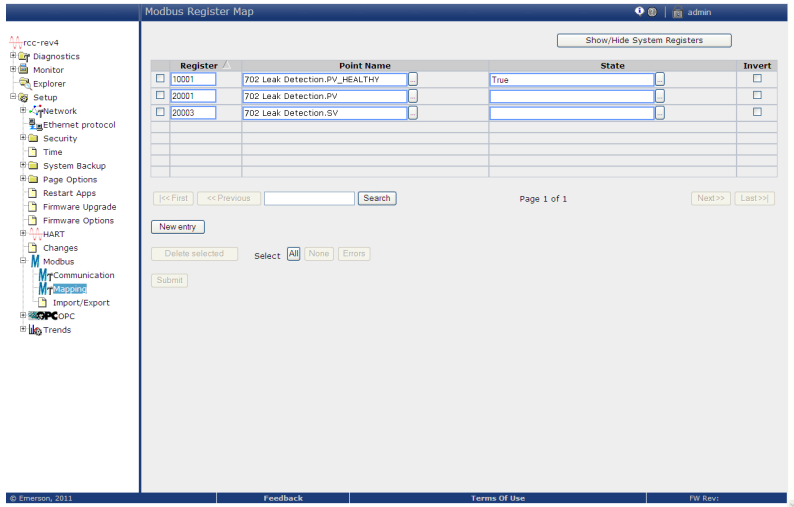 Modbus Register Map
admin
rcc-rev4
Diagnostics
Monitor
Explorer
Setup
Network
Ethernet protocol
Security
Time
System Backup
Page Options
Restart Apps
Firmware Upgrade
Firmware Options
HART
Changes
Modbus
Communication
Mapping
Import/Export
OPC OPC
Trends
Show/Hide System Registers
Register Point Name State Invert
10001 702 Leak Detection.PV_HEALTHY ... True ...
20001 702 Leak Detection.PV ... ...
20003 702 Leak Detection.SV ... ...
|<< First << Previous Search Page 1 of 1 Next >> Last >>|
New entry
Delete selected Select All None Errors
Submit
© Emerson, 2011 Feedback Terms Of Use FW Rev: